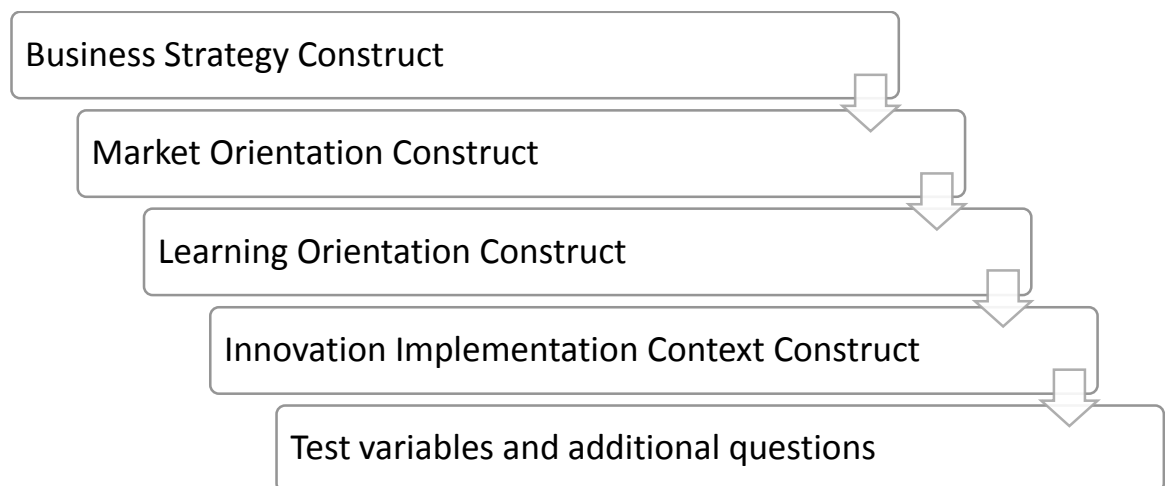 Business Strategy Construct
Market Orientation Construct
Learning Orientation Construct
Innovation Implementation Context Construct
Test variables and additional questions